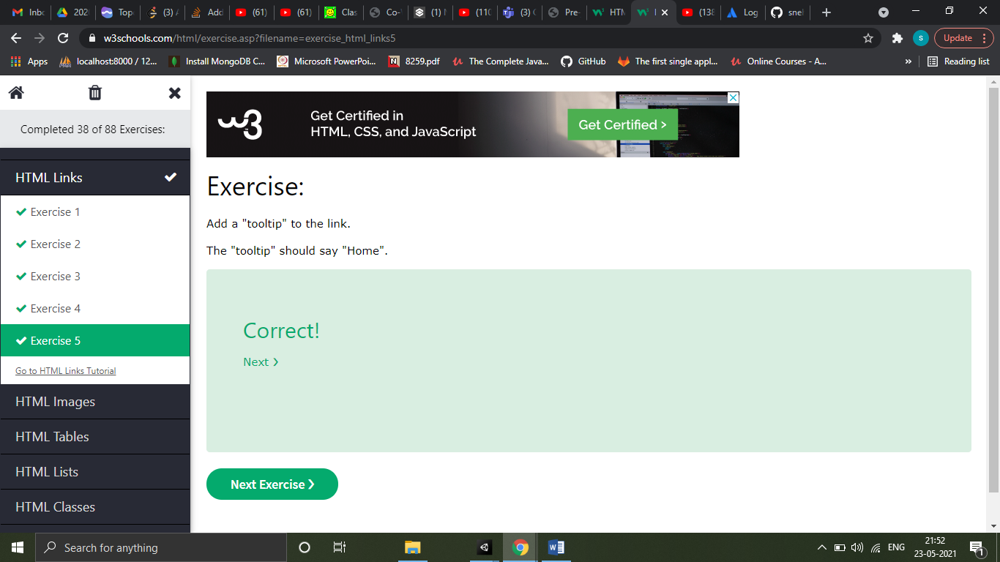 Inbo
202(
Top
(3) A
Add
(61)
(61)
Clas
Co-
(1) N
(11(
(3) (
Pre-
HTM
(138
Log
snel
w3schools.com/html/exercise.asp?filename=exercise_html_links5
S
Update
Apps
localhost:8000 / 12...
Install MongoDB C...
Microsoft PowerPoi...
8259.pdf
The Complete Java...
GitHub
The first single appl...
Online Courses - A...
»
Reading list
Completed 38 of 88 Exercises:
HTML Links
Exercise 1
Exercise 2
Exercise 3
Exercise 4
Exercise 5
Go to HTML Links Tutorial
HTML Images
HTML Tables
HTML Lists
HTML Classes
w3
Get Certified in
HTML, CSS, and JavaScript
Get Certified >
Exercise:
Add a "tooltip" to the link.
The "tooltip" should say "Home".
Correct!
Next ❯
Next Exercise ❯
Search for anything
ENG
21:52
23-05-2021
1